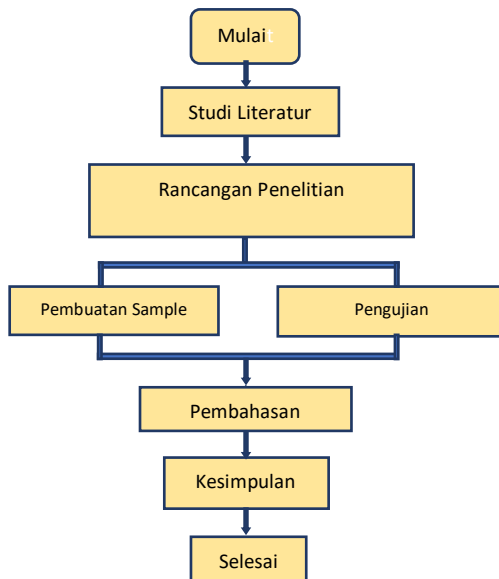 Mulait
Studi Literatur
Rancangan Penelitian
Pembuatan Sample
Pengujian
Pembahasan
Kesimpulan
Selesai